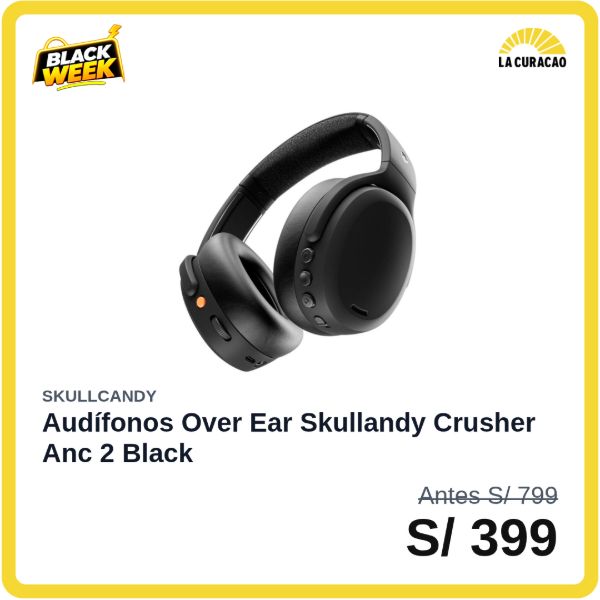 BLACK
WEEK
LA CURACAO
SKULLCANDY
Audífonos Over Ear Skullandy Crusher
Anc 2 Black
Antes S/ 799
S/ 399